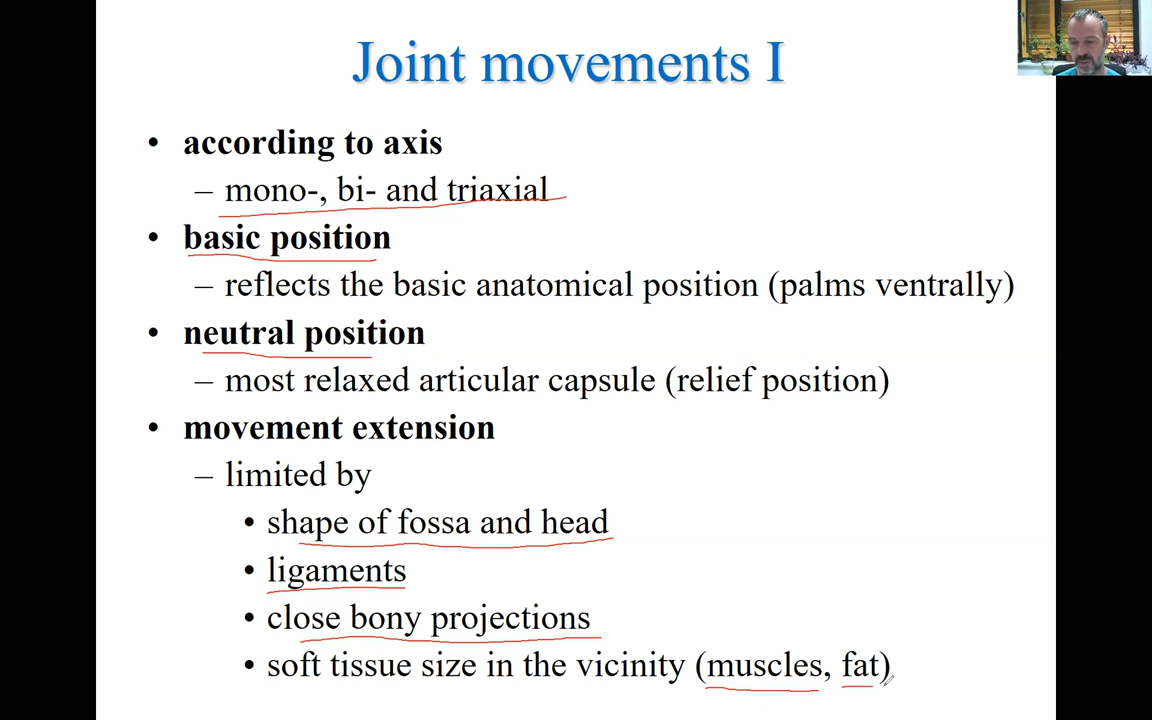 Joint movements I
• according to axis
– mono-, bi- and triaxial
• basic position
– reflects the basic anatomical position (palms ventrally)
• neutral position
– most relaxed articular capsule (relief position)
• movement extension
– limited by
• shape of fossa and head
• ligaments
• close bony projections
• soft tissue size in the vicinity (muscles, fat)